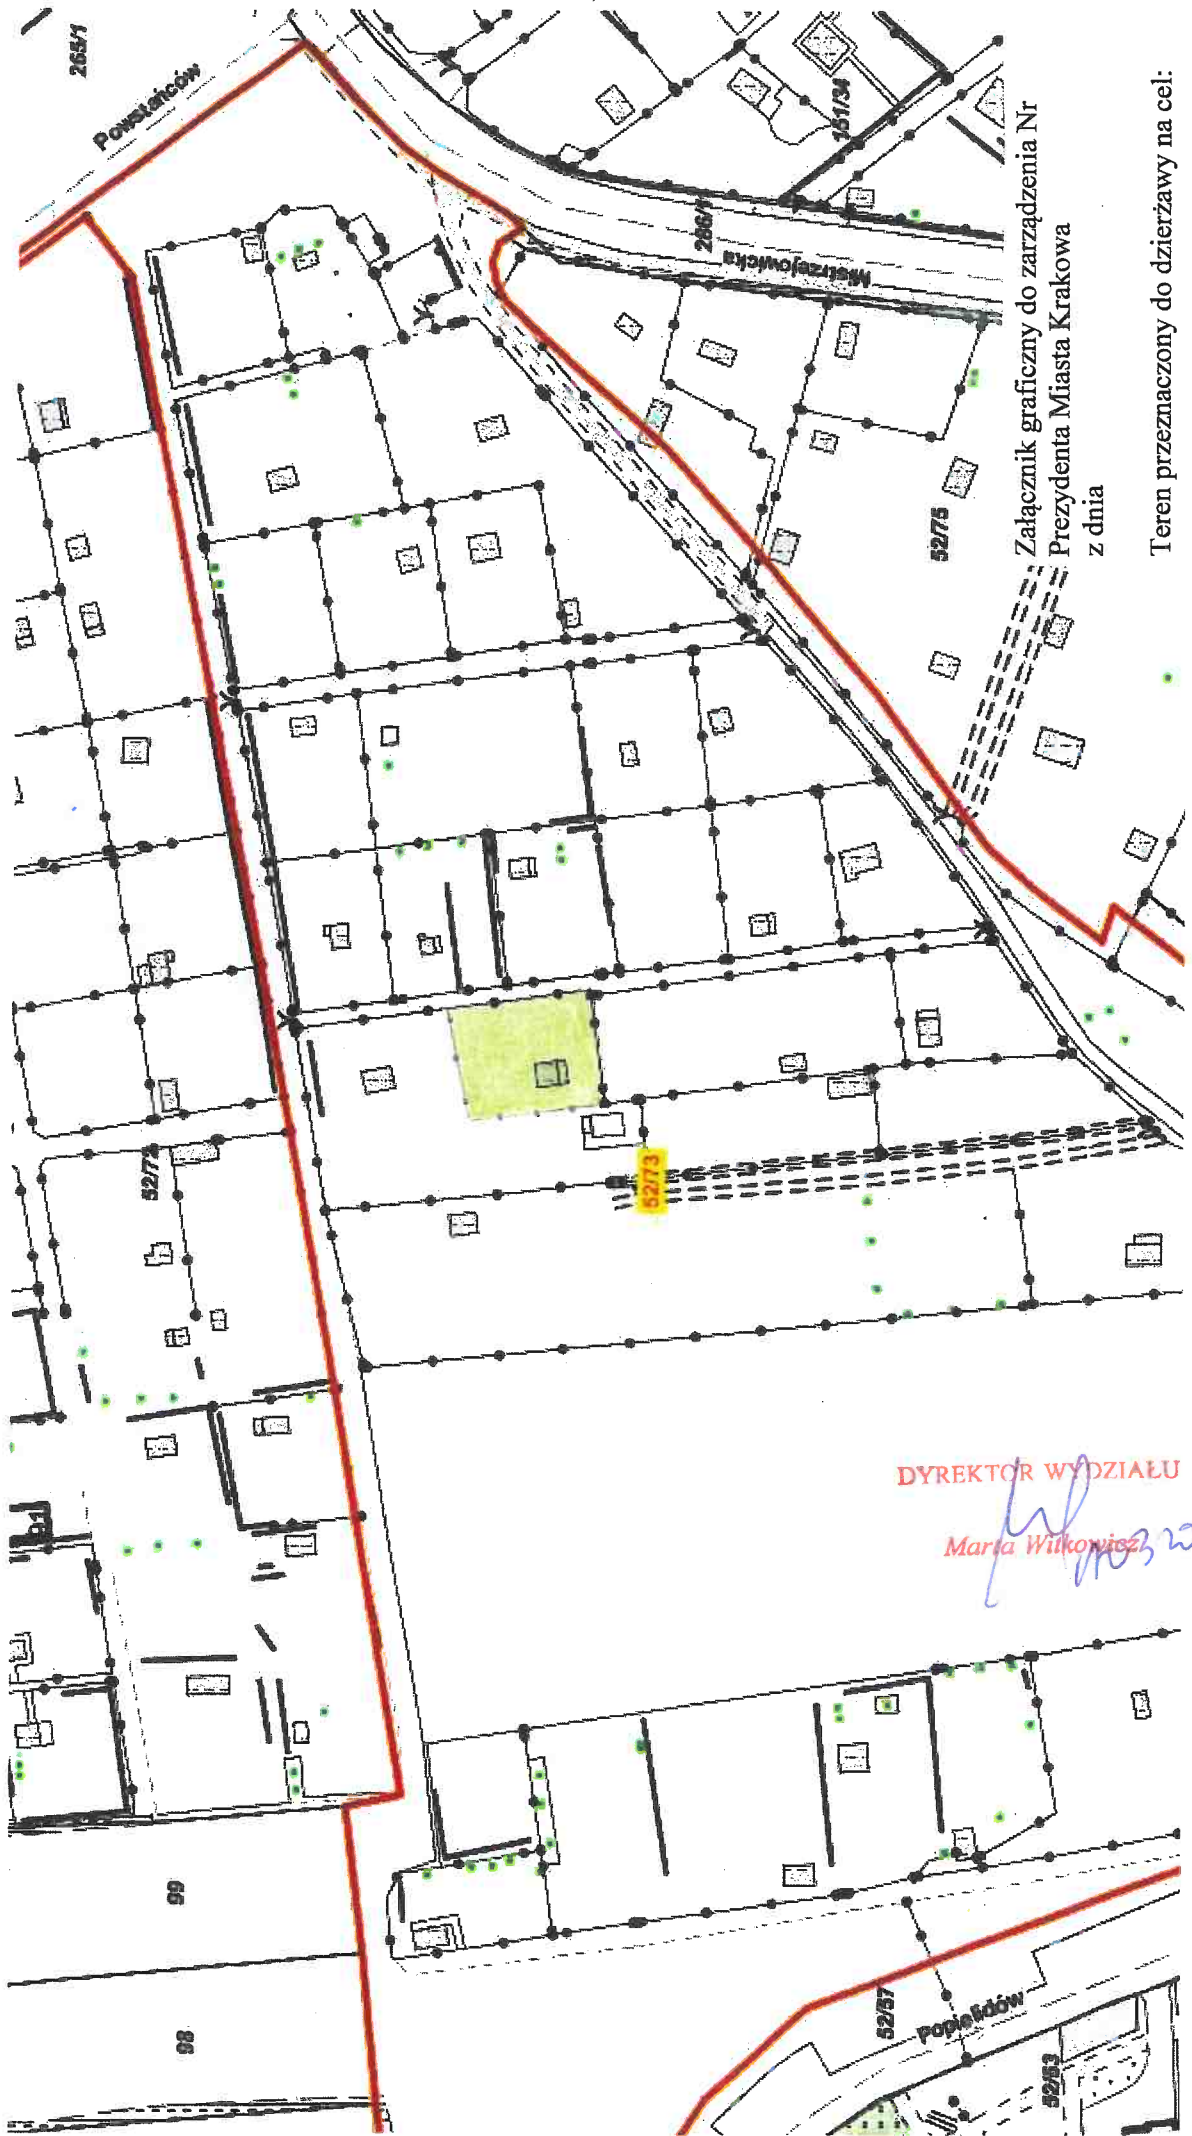 265/1
Powstańców
151/34
286/1
Mistrzejowicka
Załącznik graficzny do zarządzenia Nr
Prezydenta Miasta Krakowa
z dnia
Teren przeznaczony do dzierżawy na cel:
52/75
52/72
52/73
91
DYREKTOR WYDZIAŁU
Marta Witkowicz
99
98
52/57
Popielidów
52/53